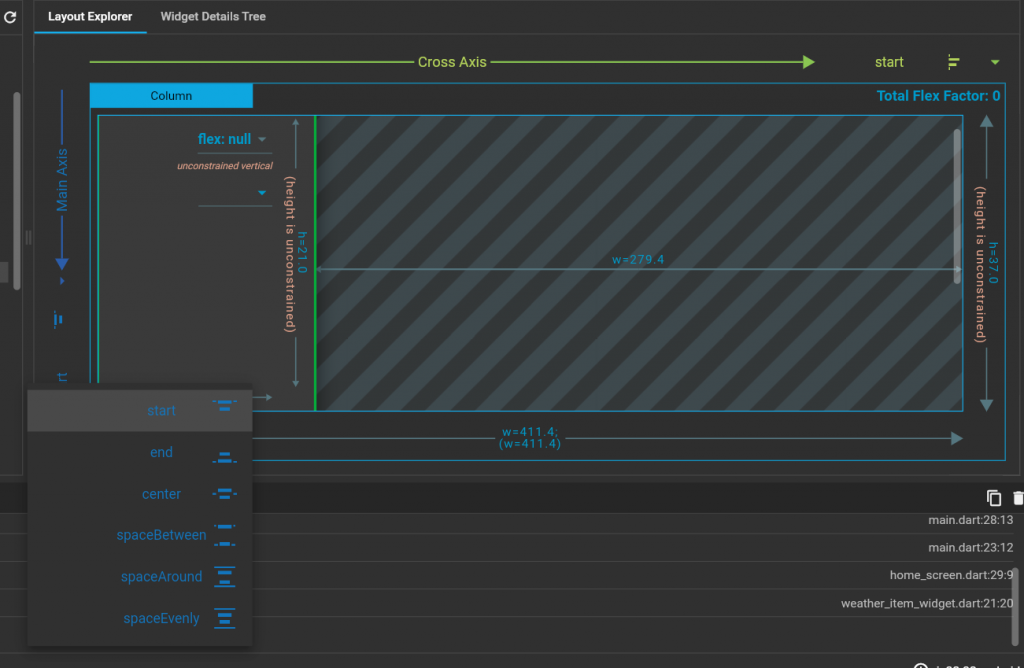 Layout Explorer
Widget Details Tree
Cross Axis
start
Column
Total Flex Factor: 0
Main Axis
flex: null
unconstrained vertical
(height is unconstrained)
h=21.0
w=279.4
(height is unconstrained)
h=37.0
w=411.4;
(w=411.4)
start
end
center
spaceBetween
spaceAround
spaceEvenly
main.dart:28:13
main.dart:23:12
home_screen.dart:29:9
weather_item_widget.dart:21:20